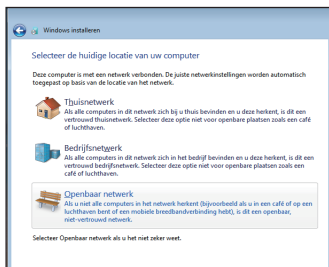 Windows installeren
Selecteer de huidige locatie van uw computer
Deze computer is met een netwerk verbonden. De juiste netwerkinstellingen worden automatisch
toegepast op basis van de locatie van het netwerk.
Thuisnetwerk
Als alle computers in dit netwerk zich bij u thuis bevinden en u deze herkent, is dit een
vertrouwd thuisnetwerk. Selecteer deze optie niet voor openbare plaatsen zoals een café
of luchthaven.
Bedrijfsnetwerk
Als alle computers in dit netwerk zich in het bedrijf bevinden en u deze herkent, is dit een
vertrouwd bedrijfsnetwerk. Selecteer deze optie niet voor openbare plaatsen zoals een
café of luchthaven.
Openbaar netwerk
Als u niet alle computers in het netwerk herkent (bijvoorbeeld als u in een café of op een
luchthaven bent of een mobiele breedbandverbinding hebt), is dit een openbaar,
niet-vertrouwd netwerk.
Selecteer Openbaar netwerk als u het niet zeker weet.